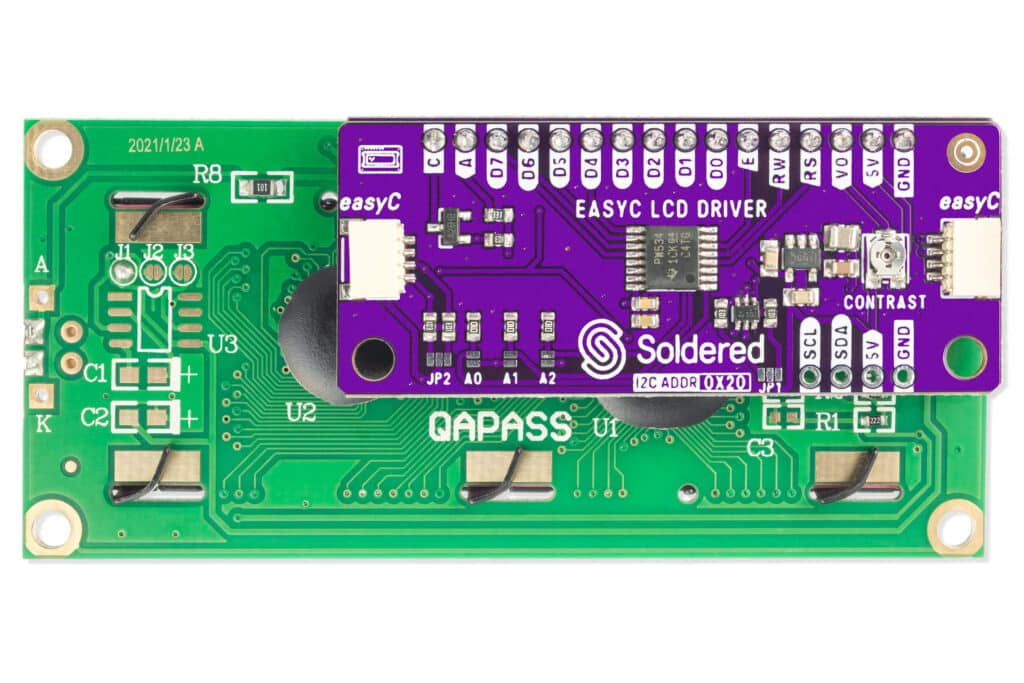 2021/1/23 A
R8
C
A
D7
D6
D5
D4
D3
D2
D1
D0
E
RW
RS
VO
5V
GND
easyC
easyC
EASYC LCD DRIVER
J1 J2 J3
A
CONTRAST
U3
SCL
SDA
5V
GND
Soldered
C1
JP2 A0 A1 A2
I2C ADDR 0X20
JP1
C2
K
U2
QAPASS
U1
C3
R1